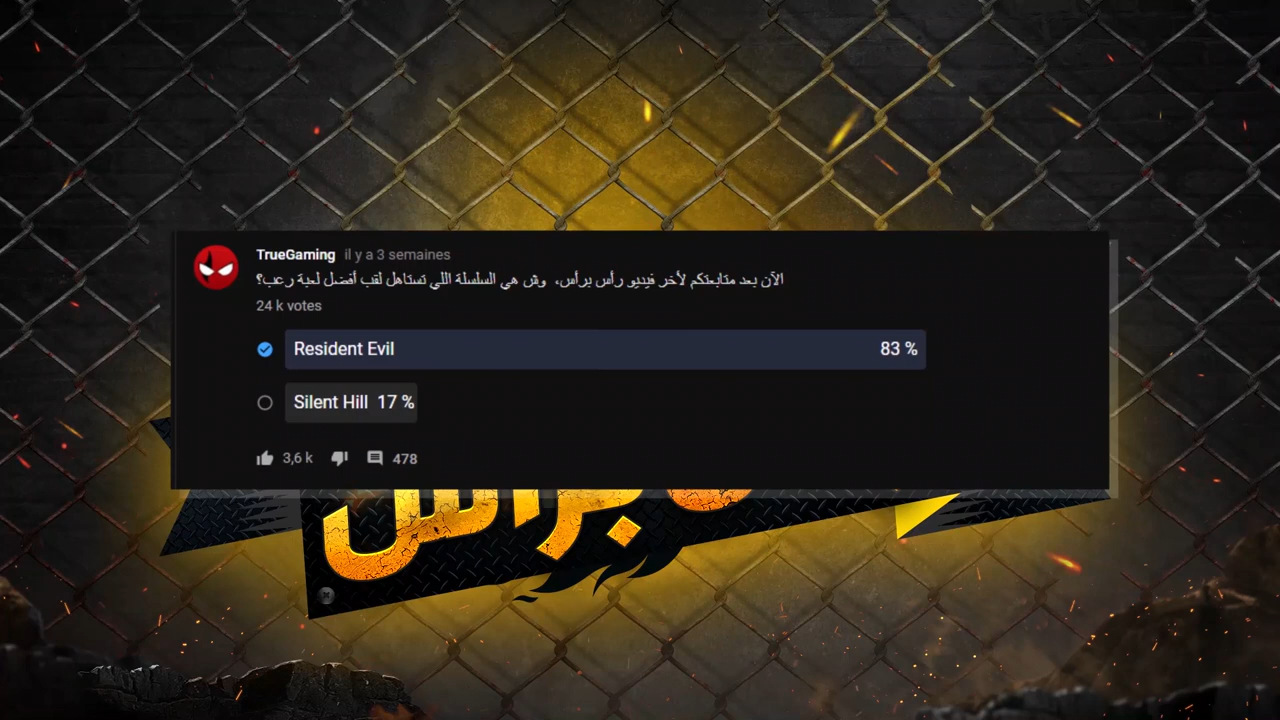 TrueGaming il y a 3 semaines
الآن بعد متابعتكم لأخر فيديو رأس برأس، وش هي السلسلة اللي تستاهل لقب أفضل لعبة رعب؟
24 k votes
Resident Evil 83 %
Silent Hill 17 %
3,6 k 478
برأس